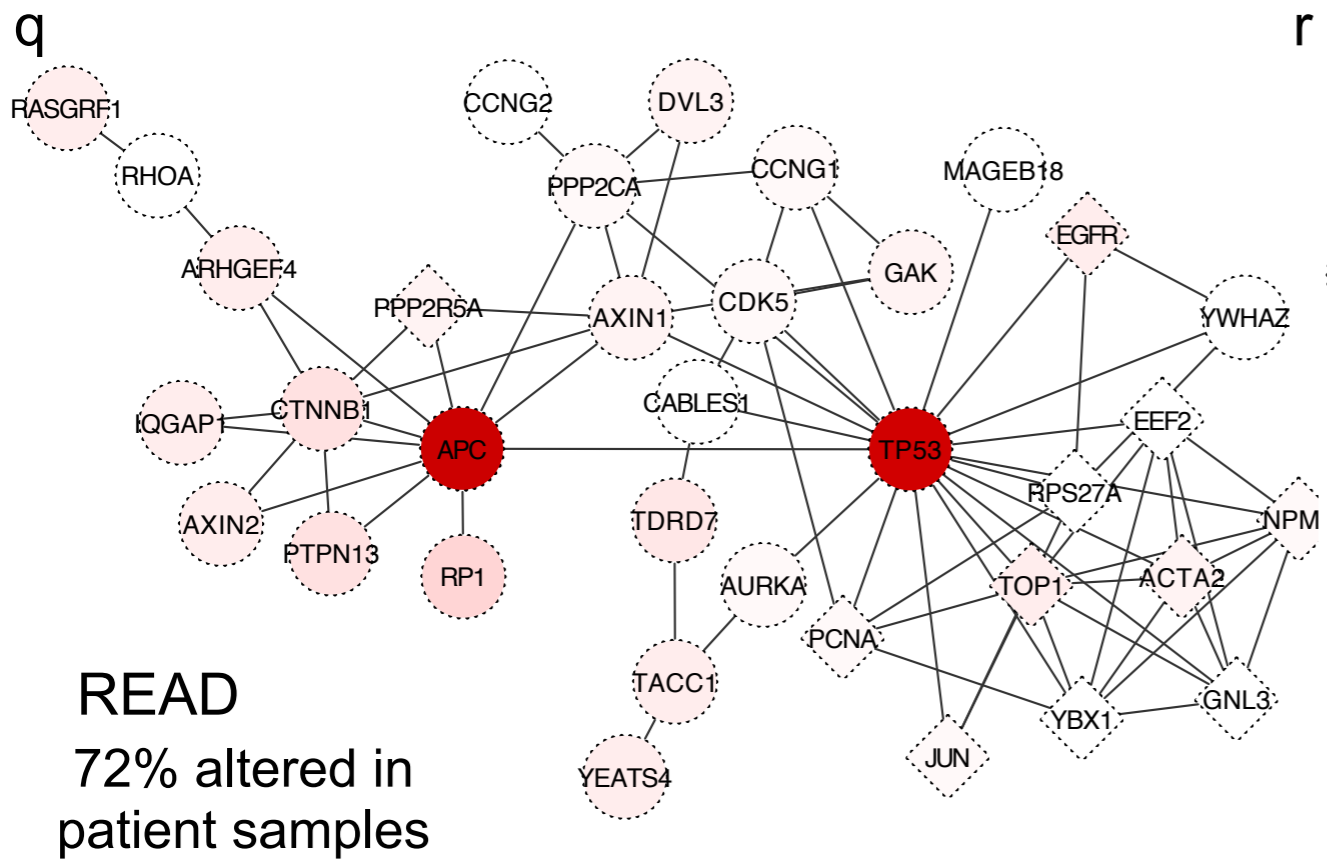 q
r
RASGRF1
CCNG2
DVL3
RHOA
PPP2CA
CCNG1
MAGEB18
EGFR
ARHGEF4
GAK
PPP2R5A
AXIN1
CDK5
YWHAZ
IQGAP1
CTNNB1
CABLES1
EEF2
APC
TP53
RPS27A
AXIN2
PTPN13
RP1
TDRD7
NPM
AURKA
TOP1
ACTA2
PCNA
TACC1
YBX1
GNL3
JUN
YEATS4
READ
72% altered in
patient samples